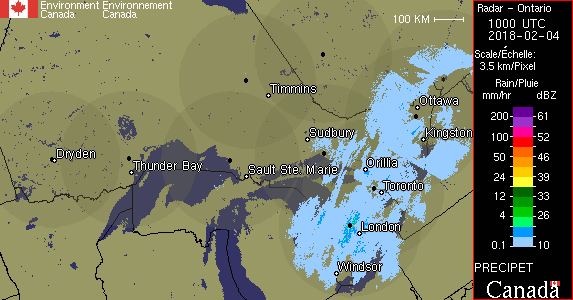 Environment Environnement
Canada Canada
100 KM
Timmins
Ottawa
Sudbury
Kingston
Dryden
Thunder Bay
Sault Ste. Marie
Orillia
Toronto
London
Windsor
Radar - Ontario
1000 UTC
2018-02-04
Scale/Échelle:
3.5 km/Pixel
Rain/Pluie
mm/hr dBZ
200 61
100 52
50 46
24 39
12 33
4 26
1 20
0.1 10
PRECIPET
Canada